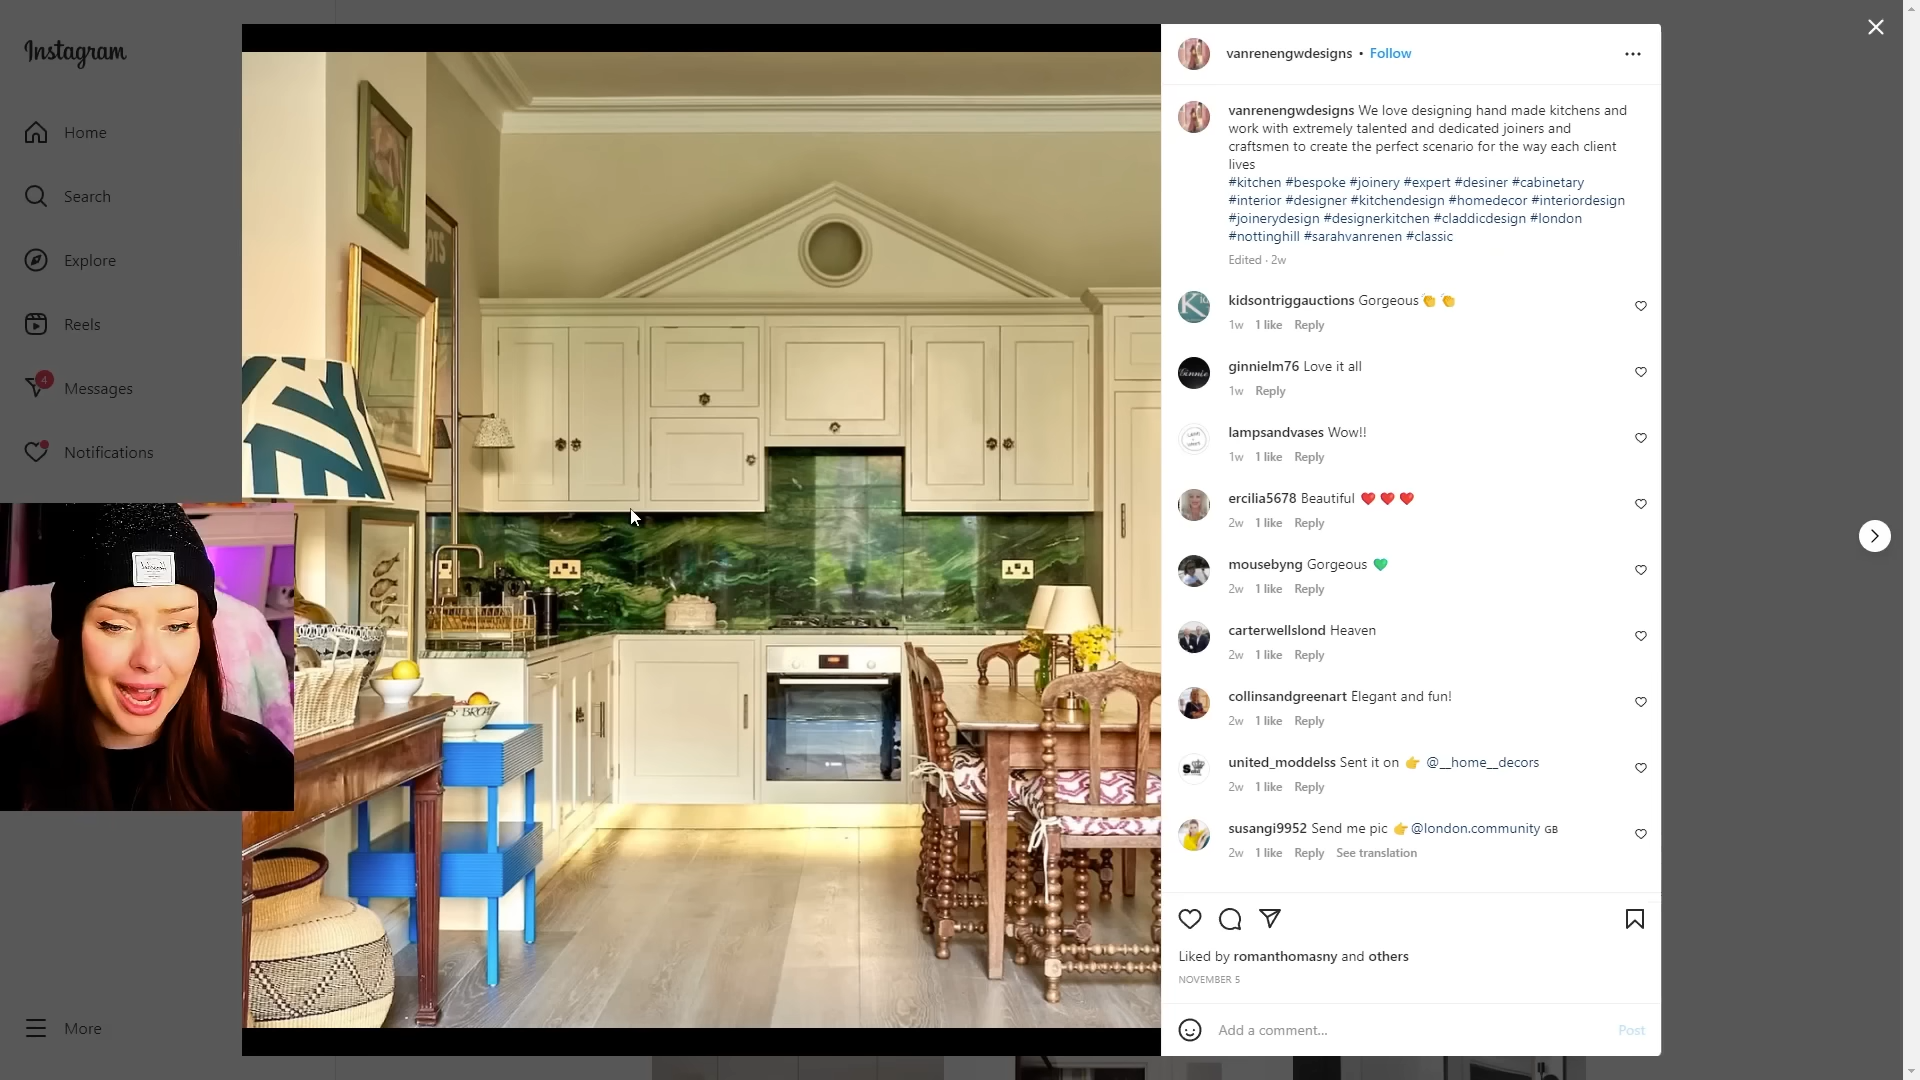 Instagram
Home
Search
Explore
Reels
4
Messages
Notifications
More
OTS
vanrenengwdesigns • Follow
vanrenengwdesigns We love designing hand made kitchens and
work with extremely talented and dedicated joiners and
craftsmen to create the perfect scenario for the way each client
lives
#kitchen #bespoke #joinery #expert #desiner #cabinetary
#interior #designer #kitchendesign #homedecor #interiordesign
#joinerydesign #designerkitchen #claddicdesign #london
#nottinghill #sarahvanrenen #classic
Edited · 2w
kidsontriggauctions Gorgeous👏👏
1w 1 like Reply
ginnielm76 Love it all
1w Reply
lampsandvases Wow!!
1w 1 like Reply
ercilia5678 Beautiful ❤️❤️❤️
2w 1 like Reply
mousebyng Gorgeous 💚
2w 1 like Reply
carterwellslond Heaven
2w 1 like Reply
collinsandgreenart Elegant and fun!
2w 1 like Reply
united_moddelss Sent it on 👉 @__home__decors
2w 1 like Reply
susangi9952 Send me pic 👉@london.community GB
2w 1 like Reply See translation
Liked by romanthomasny and others
NOVEMBER 5
Add a comment... Post